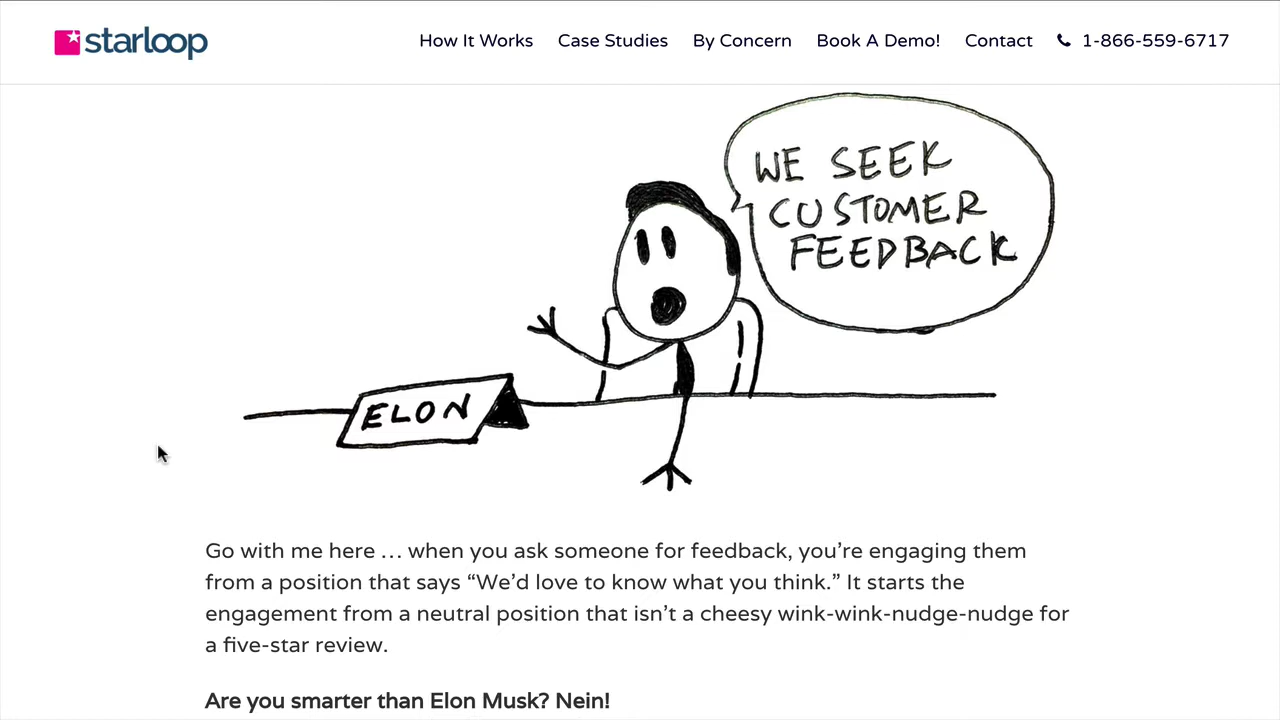 starloop
How It Works
Case Studies
By Concern
Book A Demo!
Contact
1-866-559-6717
WE SEEK
CUSTOMER
FEEDBACK
ELON
Go with me here … when you ask someone for feedback, you’re engaging them
from a position that says “We’d love to know what you think.” It starts the
engagement from a neutral position that isn’t a cheesy wink-wink-nudge-nudge for
a five-star review.
Are you smarter than Elon Musk? Nein!